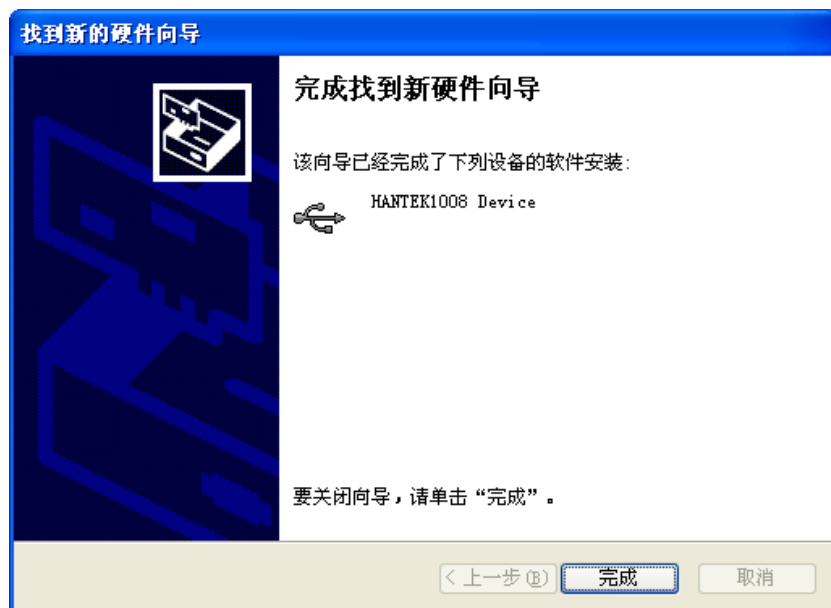 找到新的硬件向导
完成找到新硬件向导
该向导已经完成了下列设备的软件安装:
HANTEK1008 Device
要关闭向导，请单击“完成”。
< 上一步(B)
完成
取消